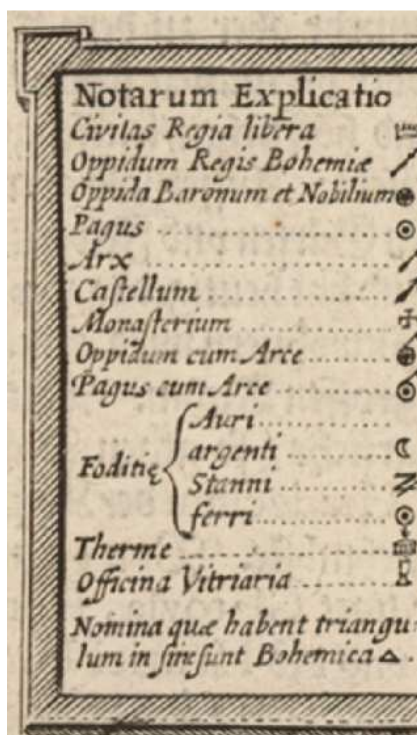 Notarum Explicatio
Civitas Regia libera
Oppidum Regis Bohemiæ
Oppida Baronum et Nobilium
Pagus
Arx
Castellum
Monasterium
Oppidum cum Arce
Pagus cum Arce
Foditię
Auri
argenti
Stanni
ferri
Therme
Officina Vitriaria
Nomina quæ habent triangu
lum in fine sunt Bohemica